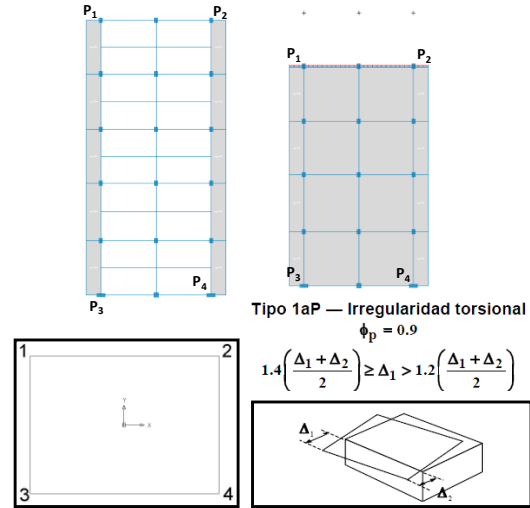 P1 P2
P3 P4
P1 P2
P3 P4
Tipo 1aP — Irregularidad torsional
ϕp = 0.9
1.4((Δ1 + Δ2)/2) ≥ Δ1 > 1.2((Δ1 + Δ2)/2)
1 2
Y
X
3 4
Δ1
Δ2